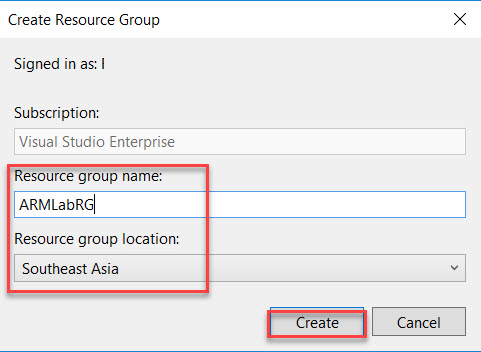 Create Resource Group
Signed in as:
Subscription:
Visual Studio Enterprise
Resource group name:
ARMLabRG
Resource group location:
Southeast Asia
Create
Cancel